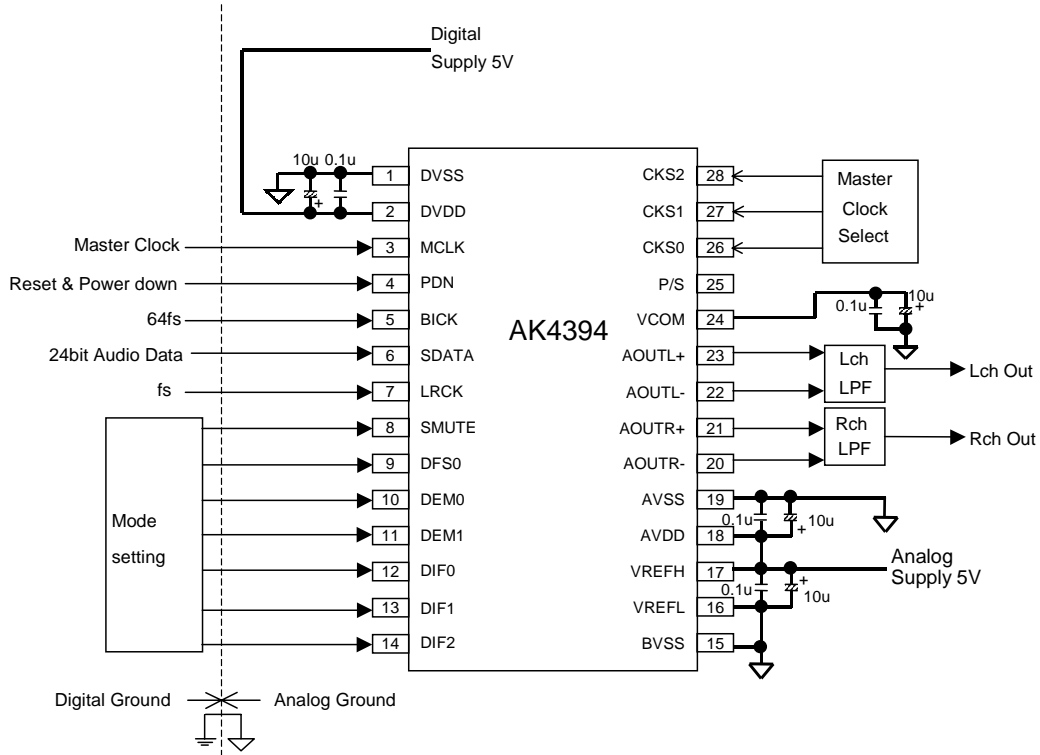 Digital
Supply 5V
10u 0.1u
1 DVSS
2 DVDD
Master Clock 3 MCLK
Reset & Power down 4 PDN
64fs 5 BICK
24bit Audio Data 6 SDATA
fs 7 LRCK
8 SMUTE
9 DFS0
10 DEM0
11 DEM1
12 DIF0
13 DIF1
14 DIF2
Mode
setting
AK4394
CKS2 28
CKS1 27
CKS0 26
P/S 25
VCOM 24
AOUTL+ 23
AOUTL- 22
AOUTR+ 21
AOUTR- 20
AVSS 19
AVDD 18
VREFH 17
VREFL 16
BVSS 15
Master
Clock
Select
0.1u 10u +
Lch
LPF
Lch Out
Rch
LPF
Rch Out
0.1u + 10u
Analog
Supply 5V
0.1u + 10u
+
Digital Ground Analog Ground